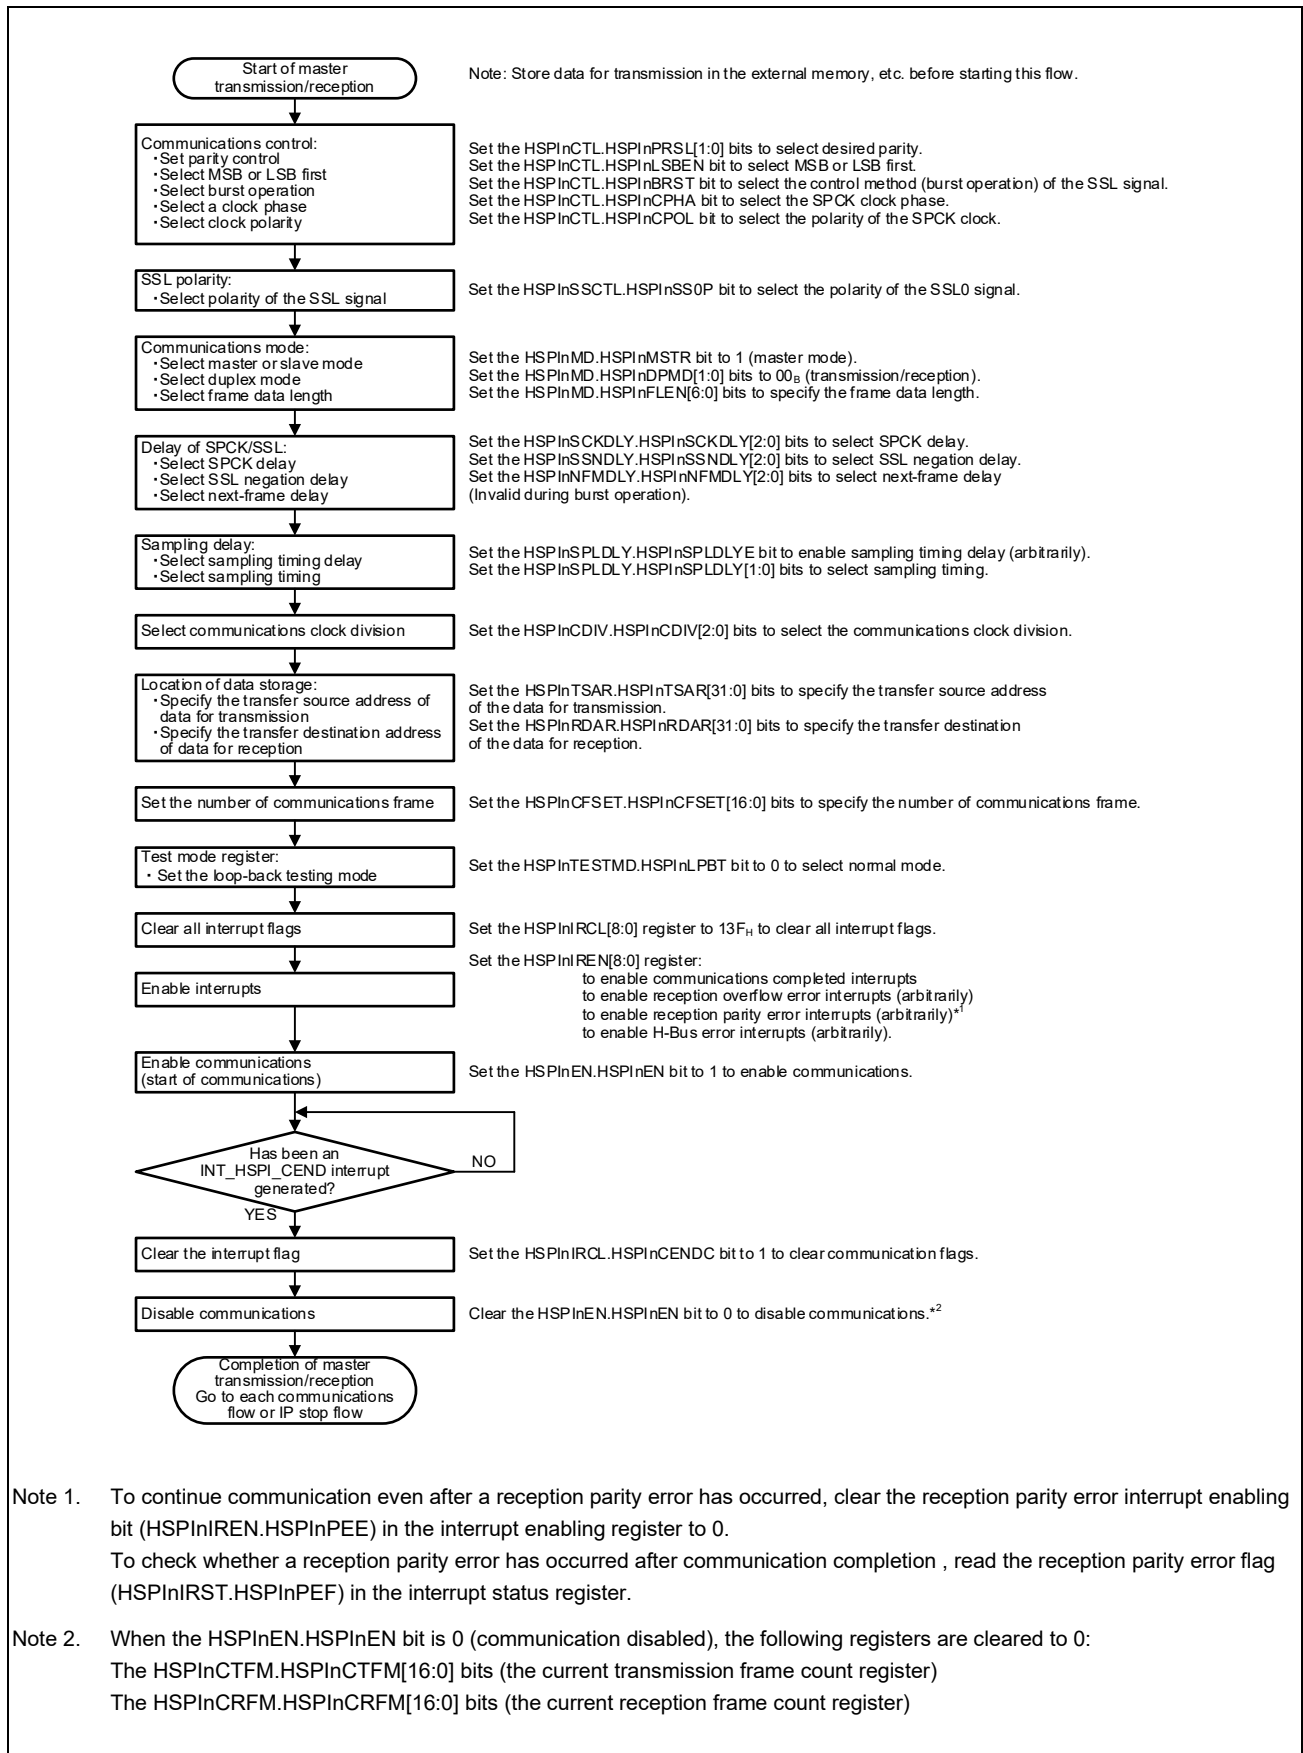 Start of master
transmission/reception
Note: Store data for transmission in the external memory, etc. before starting this flow.
Communications control:
・Set parity control
・Select MSB or LSB first
・Select burst operation
・Select a clock phase
・Select clock polarity
Set the HSPInCTL.HSPInPRSL[1:0] bits to select desired parity.
Set the HSPInCTL.HSPInLSBEN bit to select MSB or LSB first.
Set the HSPInCTL.HSPInBRST bit to select the control method (burst operation) of the SSL signal.
Set the HSPInCTL.HSPInCPHA bit to select the SPCK clock phase.
Set the HSPInCTL.HSPInCPOL bit to select the polarity of the SPCK clock.
SSL polarity:
・Select polarity of the SSL signal
Set the HSPInSSCTL.HSPInSS0P bit to select the polarity of the SSL0 signal.
Communications mode:
・Select master or slave mode
・Select duplex mode
・Select frame data length
Set the HSPInMD.HSPInMSTR bit to 1 (master mode).
Set the HSPInMD.HSPInDPMD[1:0] bits to 00B (transmission/reception).
Set the HSPInMD.HSPInFLEN[6:0] bits to specify the frame data length.
Delay of SPCK/SSL:
・Select SPCK delay
・Select SSL negation delay
・Select next-frame delay
Set the HSPInSCKDLY.HSPInSCKDLY[2:0] bits to select SPCK delay.
Set the HSPInSSNDLY.HSPInSSNDLY[2:0] bits to select SSL negation delay.
Set the HSPInNFMDLY.HSPInNFMDLY[2:0] bits to select next-frame delay
(Invalid during burst operation).
Sampling delay:
・Select sampling timing delay
・Select sampling timing
Set the HSPInSPLDLY.HSPInSPLDLYE bit to enable sampling timing delay (arbitrarily).
Set the HSPInSPLDLY.HSPInSPLDLY[1:0] bits to select sampling timing.
Select communications clock division
Set the HSPInCDIV.HSPInCDIV[2:0] bits to select the communications clock division.
Location of data storage:
・Specify the transfer source address of
data for transmission
・Specify the transfer destination address
of data for reception
Set the HSPInTSAR.HSPInTSAR[31:0] bits to specify the transfer source address
of the data for transmission.
Set the HSPInRDAR.HSPInRDAR[31:0] bits to specify the transfer destination
of the data for reception.
Set the number of communications frame
Set the HSPInCFSET.HSPInCFSET[16:0] bits to specify the number of communications frame.
Test mode register:
・ Set the loop-back testing mode
Set the HSPInTESTMD.HSPInLPBT bit to 0 to select normal mode.
Clear all interrupt flags
Set the HSPInIRCL[8:0] register to 13FH to clear all interrupt flags.
Enable interrupts
Set the HSPInIREN[8:0] register:
to enable communications completed interrupts
to enable reception overflow error interrupts (arbitrarily)
to enable reception parity error interrupts (arbitrarily)*1
to enable H-Bus error interrupts (arbitrarily).
Enable communications
(start of communications)
Set the HSPInEN.HSPInEN bit to 1 to enable communications.
Has been an
INT_HSPI_CEND interrupt
generated?
NO
YES
Clear the interrupt flag
Set the HSPInIRCL.HSPInCENDC bit to 1 to clear communication flags.
Disable communications
Clear the HSPInEN.HSPInEN bit to 0 to disable communications.*2
Completion of master
transmission/reception
Go to each communications
flow or IP stop flow
Note 1. To continue communication even after a reception parity error has occurred, clear the reception parity error interrupt enabling
bit (HSPInIREN.HSPInPEE) in the interrupt enabling register to 0.
To check whether a reception parity error has occurred after communication completion , read the reception parity error flag
(HSPInIRST.HSPInPEF) in the interrupt status register.
Note 2. When the HSPInEN.HSPInEN bit is 0 (communication disabled), the following registers are cleared to 0:
The HSPInCTFM.HSPInCTFM[16:0] bits (the current transmission frame count register)
The HSPInCRFM.HSPInCRFM[16:0] bits (the current reception frame count register)